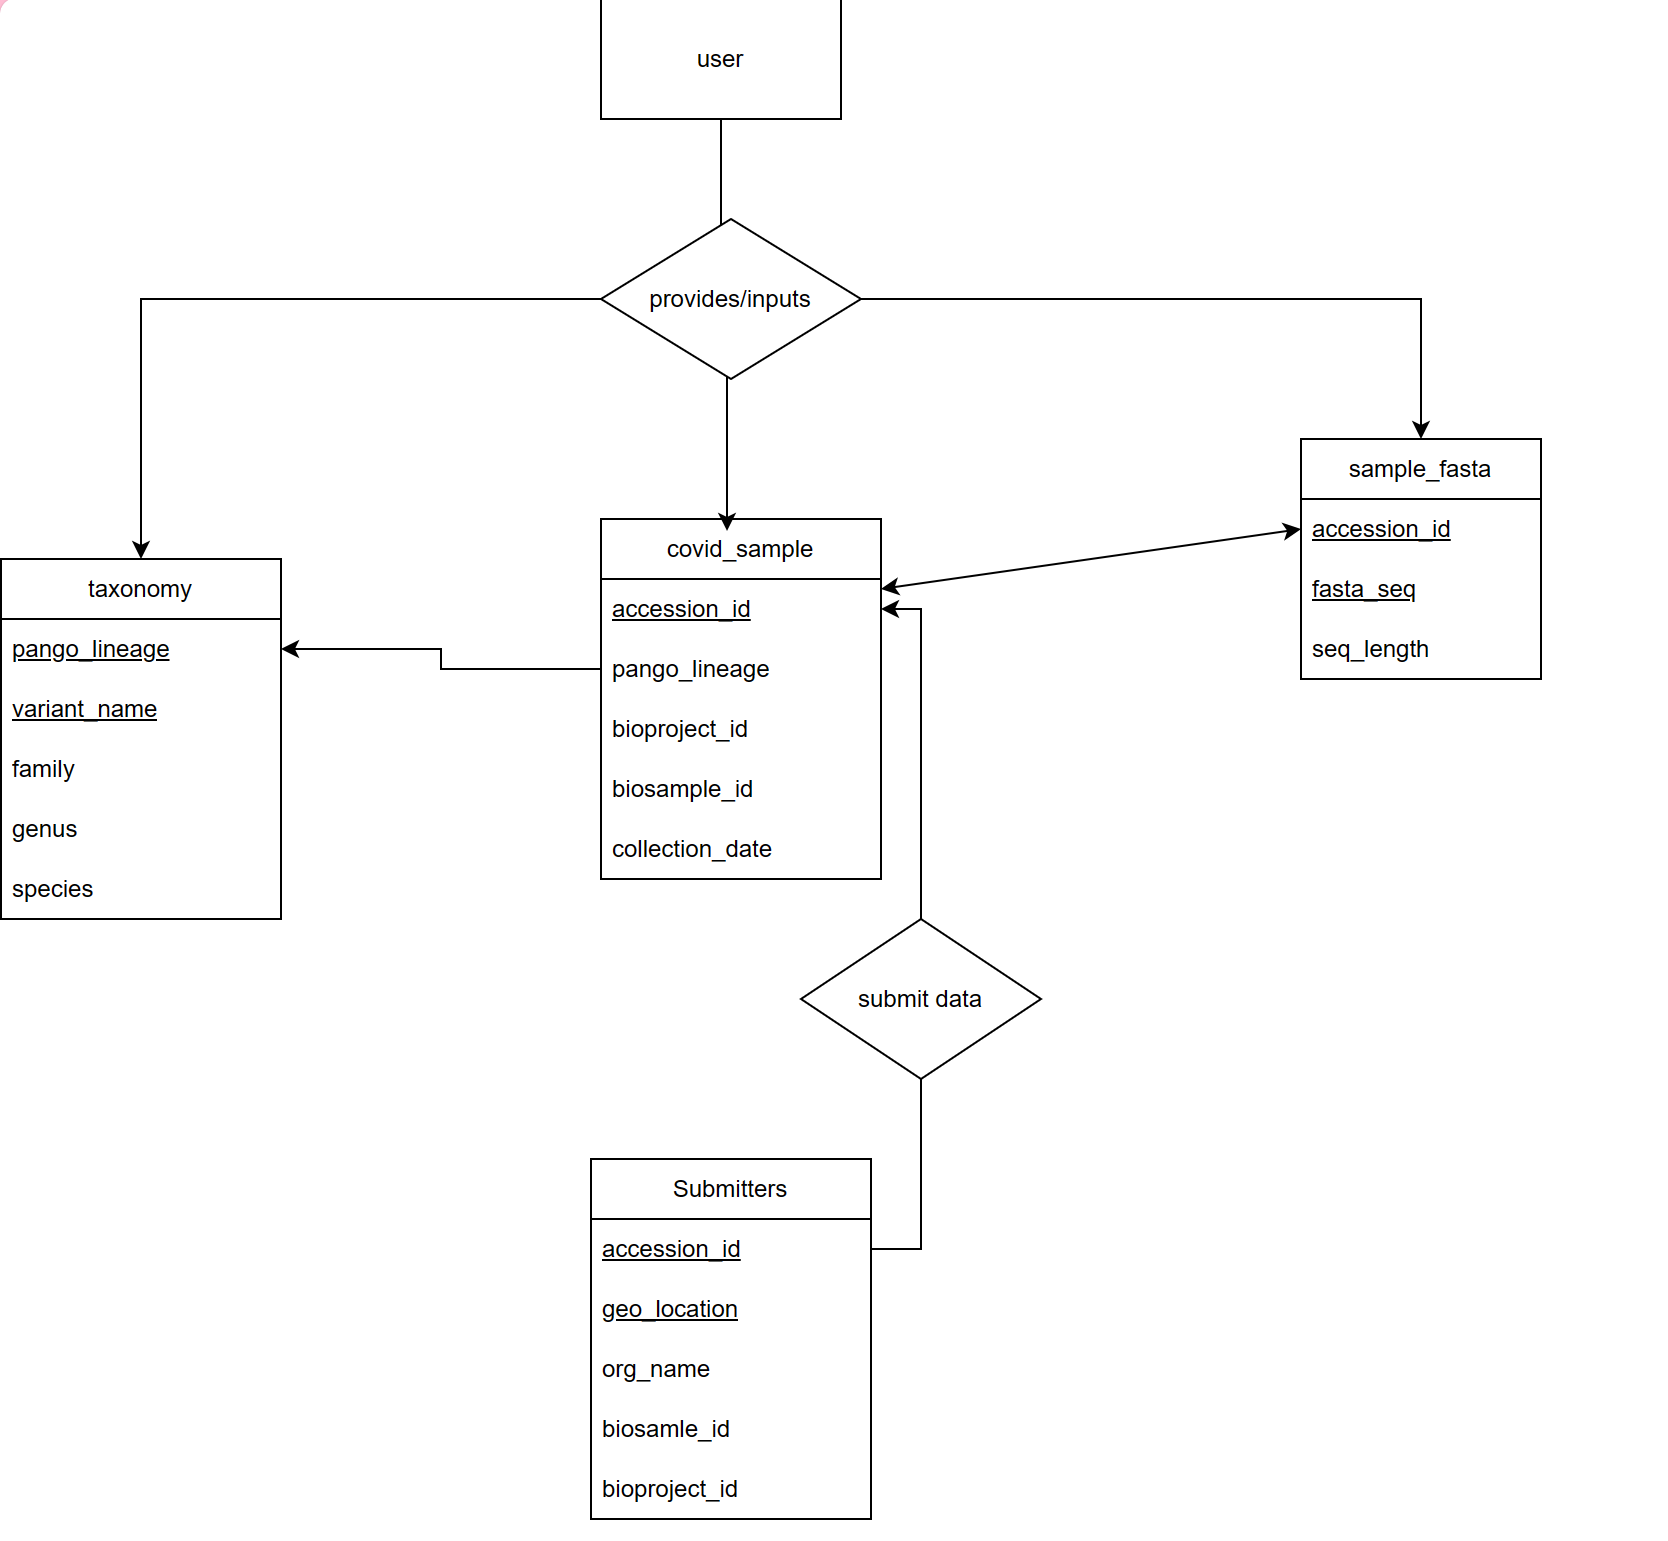 user
provides/inputs
taxonomy
pango_lineage
variant_name
family
genus
species
covid_sample
accession_id
pango_lineage
bioproject_id
biosample_id
collection_date
sample_fasta
accession_id
fasta_seq
seq_length
submit data
Submitters
accession_id
geo_location
org_name
biosamle_id
bioproject_id